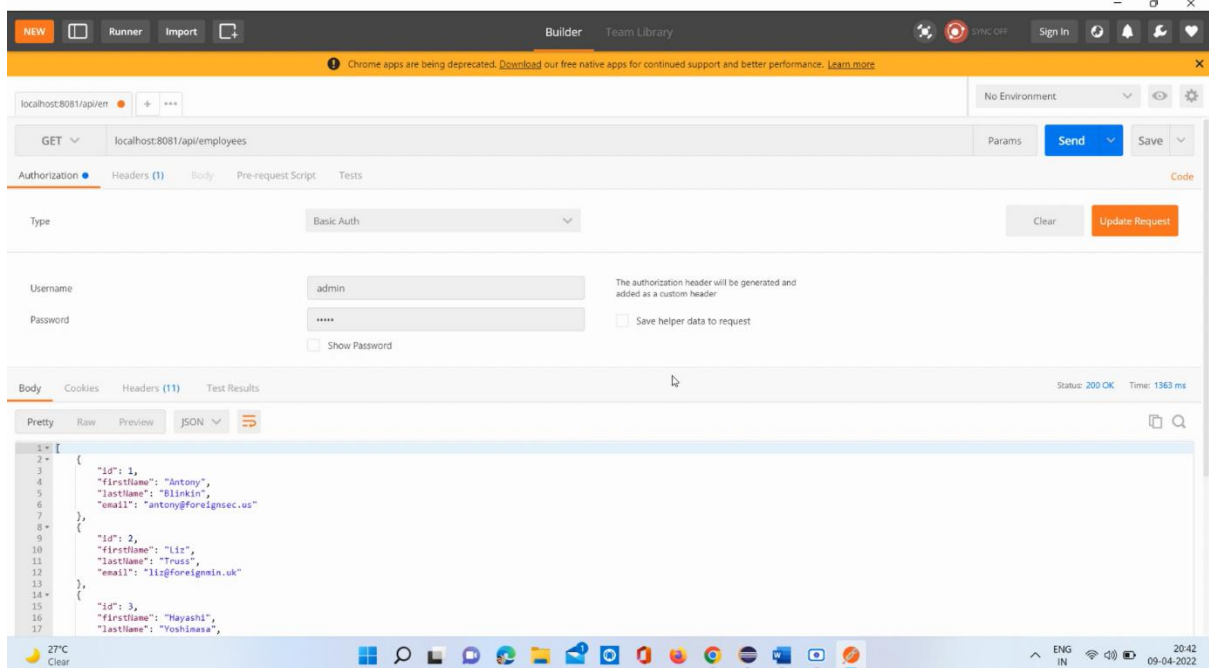 NEW Runner Import Builder Team Library SYNC OFF Sign In
Chrome apps are being deprecated. Download our free native apps for continued support and better performance. Learn more
localhost:8081/api/em + ••• No Environment
GET localhost:8081/api/employees Params Send Save
Authorization Headers (1) Body Pre-request Script Tests Code
Type Basic Auth Clear Update Request
Username admin The authorization header will be generated and
added as a custom header
Password ••••• Save helper data to request
Show Password
Body Cookies Headers (11) Test Results Status: 200 OK Time: 1363 ms
Pretty Raw Preview JSON
1 [
2 {
3 "id": 1,
4 "firstName": "Antony",
5 "lastName": "Blinkin",
6 "email": "antony@foreignsec.us"
7 },
8 {
9 "id": 2,
10 "firstName": "Liz",
11 "lastName": "Truss",
12 "email": "liz@foreignmin.uk"
13 },
14 {
15 "id": 3,
16 "firstName": "Hayashi",
17 "lastName": "Yoshimasa",
27°C ENG 20:42
Clear IN 09-04-2022